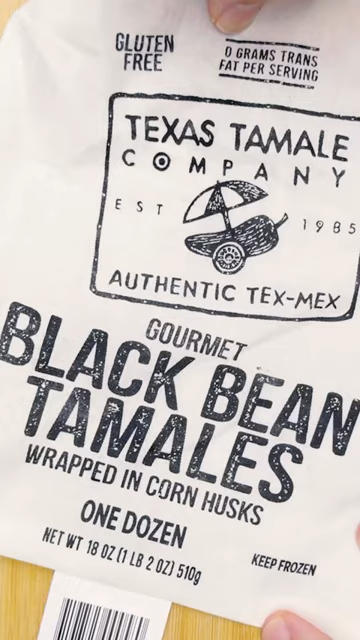 GLUTEN
FREE
0 GRAMS TRANS
FAT PER SERVING
TEXAS TAMALE
COMPANY
EST 1985
AUTHENTIC TEX-MEX
GOURMET
BLACK BEAN
TAMALES
WRAPPED IN CORN HUSKS
ONE DOZEN
NET WT 18 OZ (1 LB 2 OZ) 510g
KEEP FROZEN